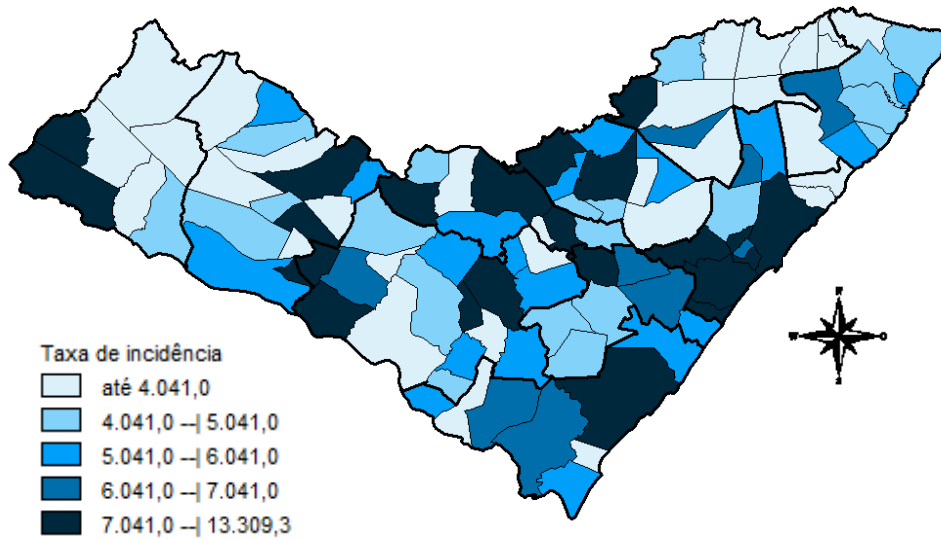 Taxa de incidência
até 4.041,0
4.041,0 --| 5.041,0
5.041,0 --| 6.041,0
6.041,0 --| 7.041,0
7.041,0 --| 13.309,3
N
W
O
S